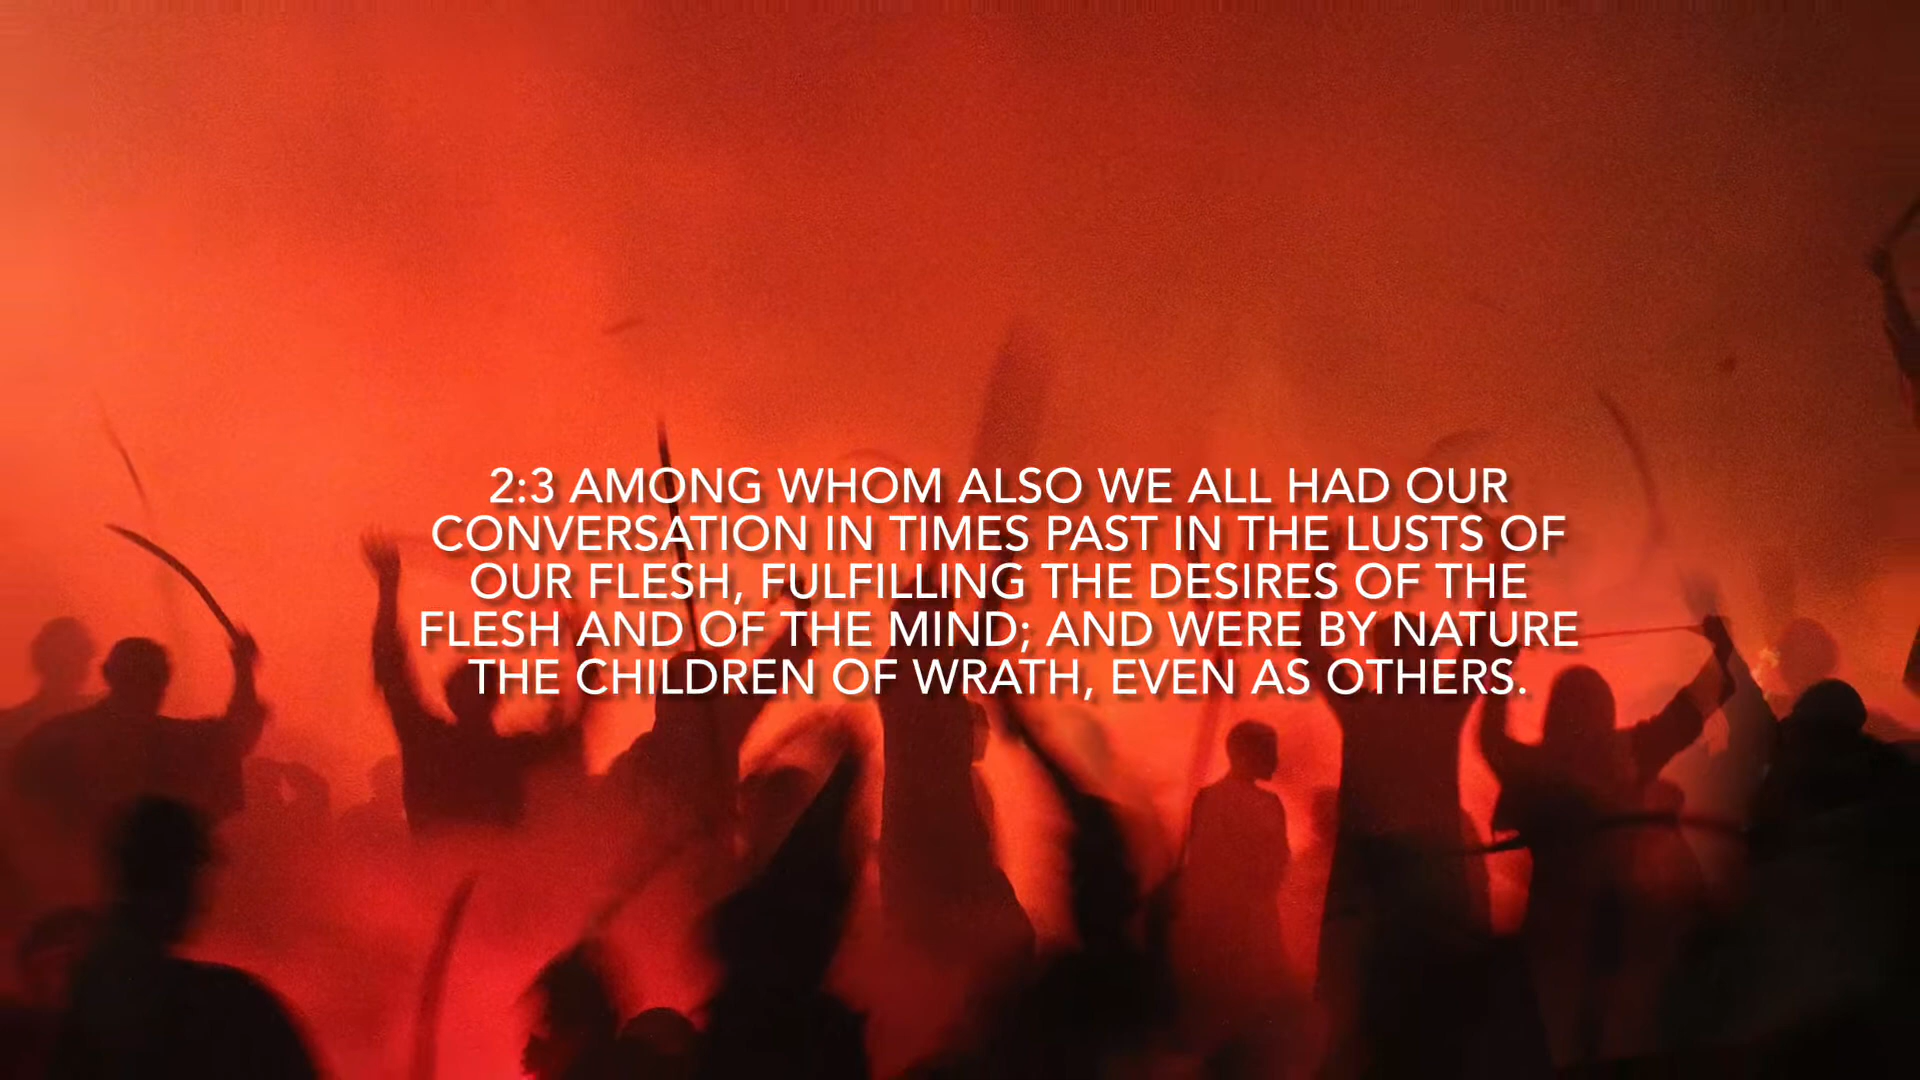 2:3 AMONG WHOM ALSO WE ALL HAD OUR
CONVERSATION IN TIMES PAST IN THE LUSTS OF
OUR FLESH, FULFILLING THE DESIRES OF THE
FLESH AND OF THE MIND; AND WERE BY NATURE
THE CHILDREN OF WRATH, EVEN AS OTHERS.